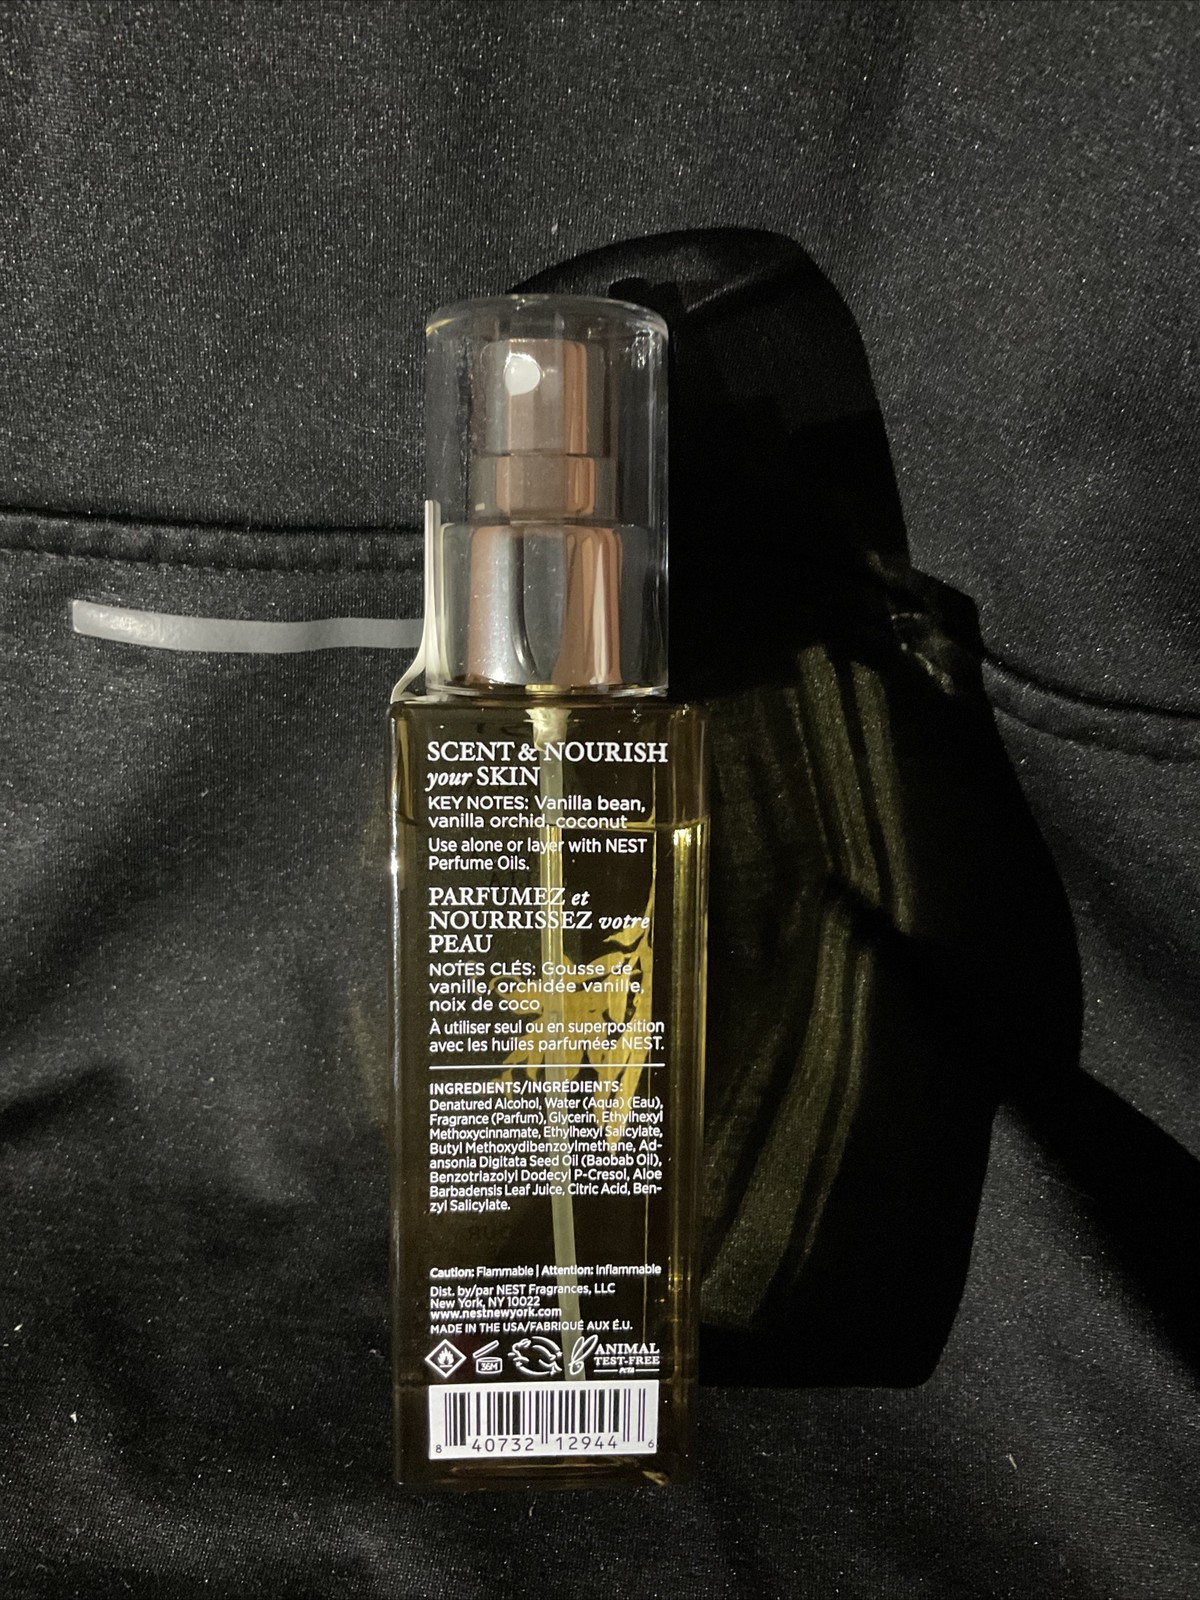 SCENT & NOURISH
your SKIN
KEY NOTES: Vanilla bean,
vanilla orchid, coconut
Use alone or layer with NEST
Perfume Oils.
PARFUMEZ et
NOURRISSEZ votre
PEAU
NOTES CLÉS: Gousse de
vanille, orchidée vanille,
noix de coco
À utiliser seul ou en superposition
avec les huiles parfumées NEST.
INGREDIENTS/INGRÉDIENTS:
Denatured Alcohol, Water (Aqua) (Eau),
Fragrance (Parfum), Glycerin, Ethylhexyl
Methoxycinnamate, Ethylhexyl Salicylate,
Butyl Methoxydibenzoylmethane, Ad-
ansonia Digitata Seed Oil (Baobab Oil),
Benzotriazolyl Dodecyl P-Cresol, Aloe
Barbadensis Leaf Juice, Citric Acid, Ben-
zyl Salicylate.
Caution: Flammable | Attention: Inflammable
Dist. by/par NEST Fragrances, LLC
New York, NY 10022
www.nestnewyork.com
MADE IN THE USA/FABRIQUÉ AUX É.U.
36M
ANIMAL
TEST-FREE
PETA
8 40732 12944 6